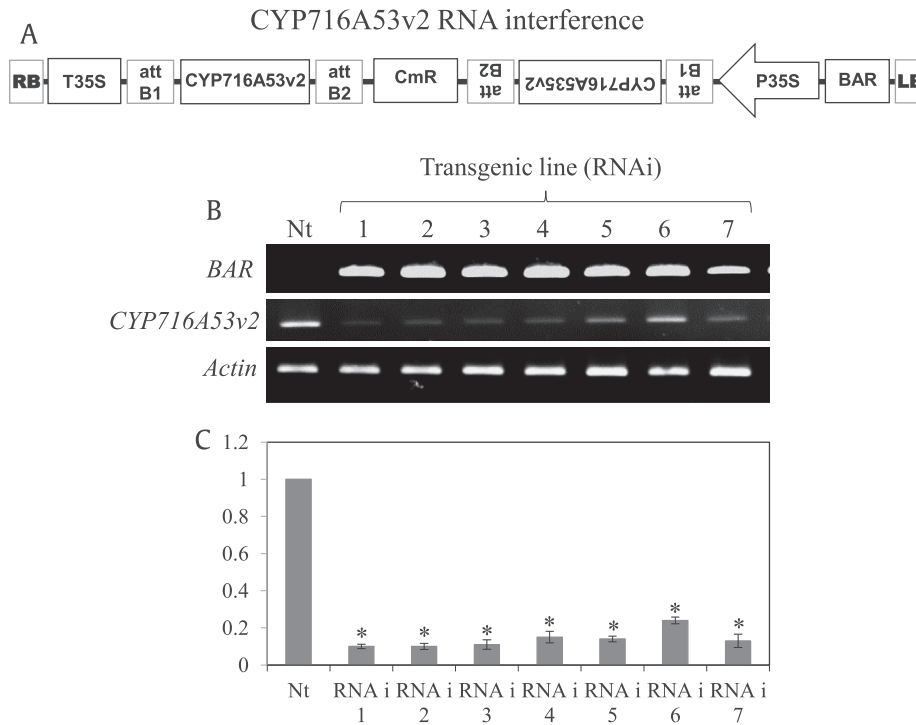 A
CYP716A53v2 RNA interference
RB T35S att B1 CYP716A53v2 att B2 CmR att B2 CYP716A535v2 att B1 P35S BAR LB
Transgenic line (RNAi)
B
Nt 1 2 3 4 5 6 7
BAR
CYP716A53v2
Actin
C
1.2
1
0.8
0.6
0.4
0.2
0
* * * * * * *
Nt RNA i 1 RNA i 2 RNA i 3 RNA i 4 RNA i 5 RNA i 6 RNA i 7